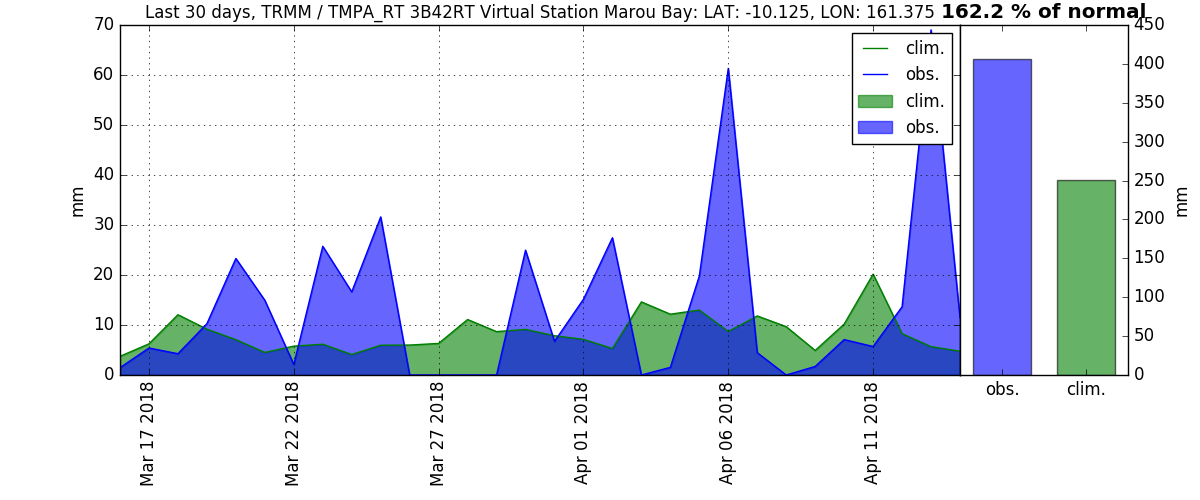 Last 30 days, TRMM / TMPA_RT 3B42RT Virtual Station Marou Bay: LAT: -10.125, LON: 161.375 162.2 % of normal
70
60
50
40
30
20
10
0
mm
clim.
obs.
clim.
obs.
450
400
350
300
250
200
150
100
50
0
mm
Mar 17 2018
Mar 22 2018
Mar 27 2018
Apr 01 2018
Apr 06 2018
Apr 11 2018
obs.
clim.